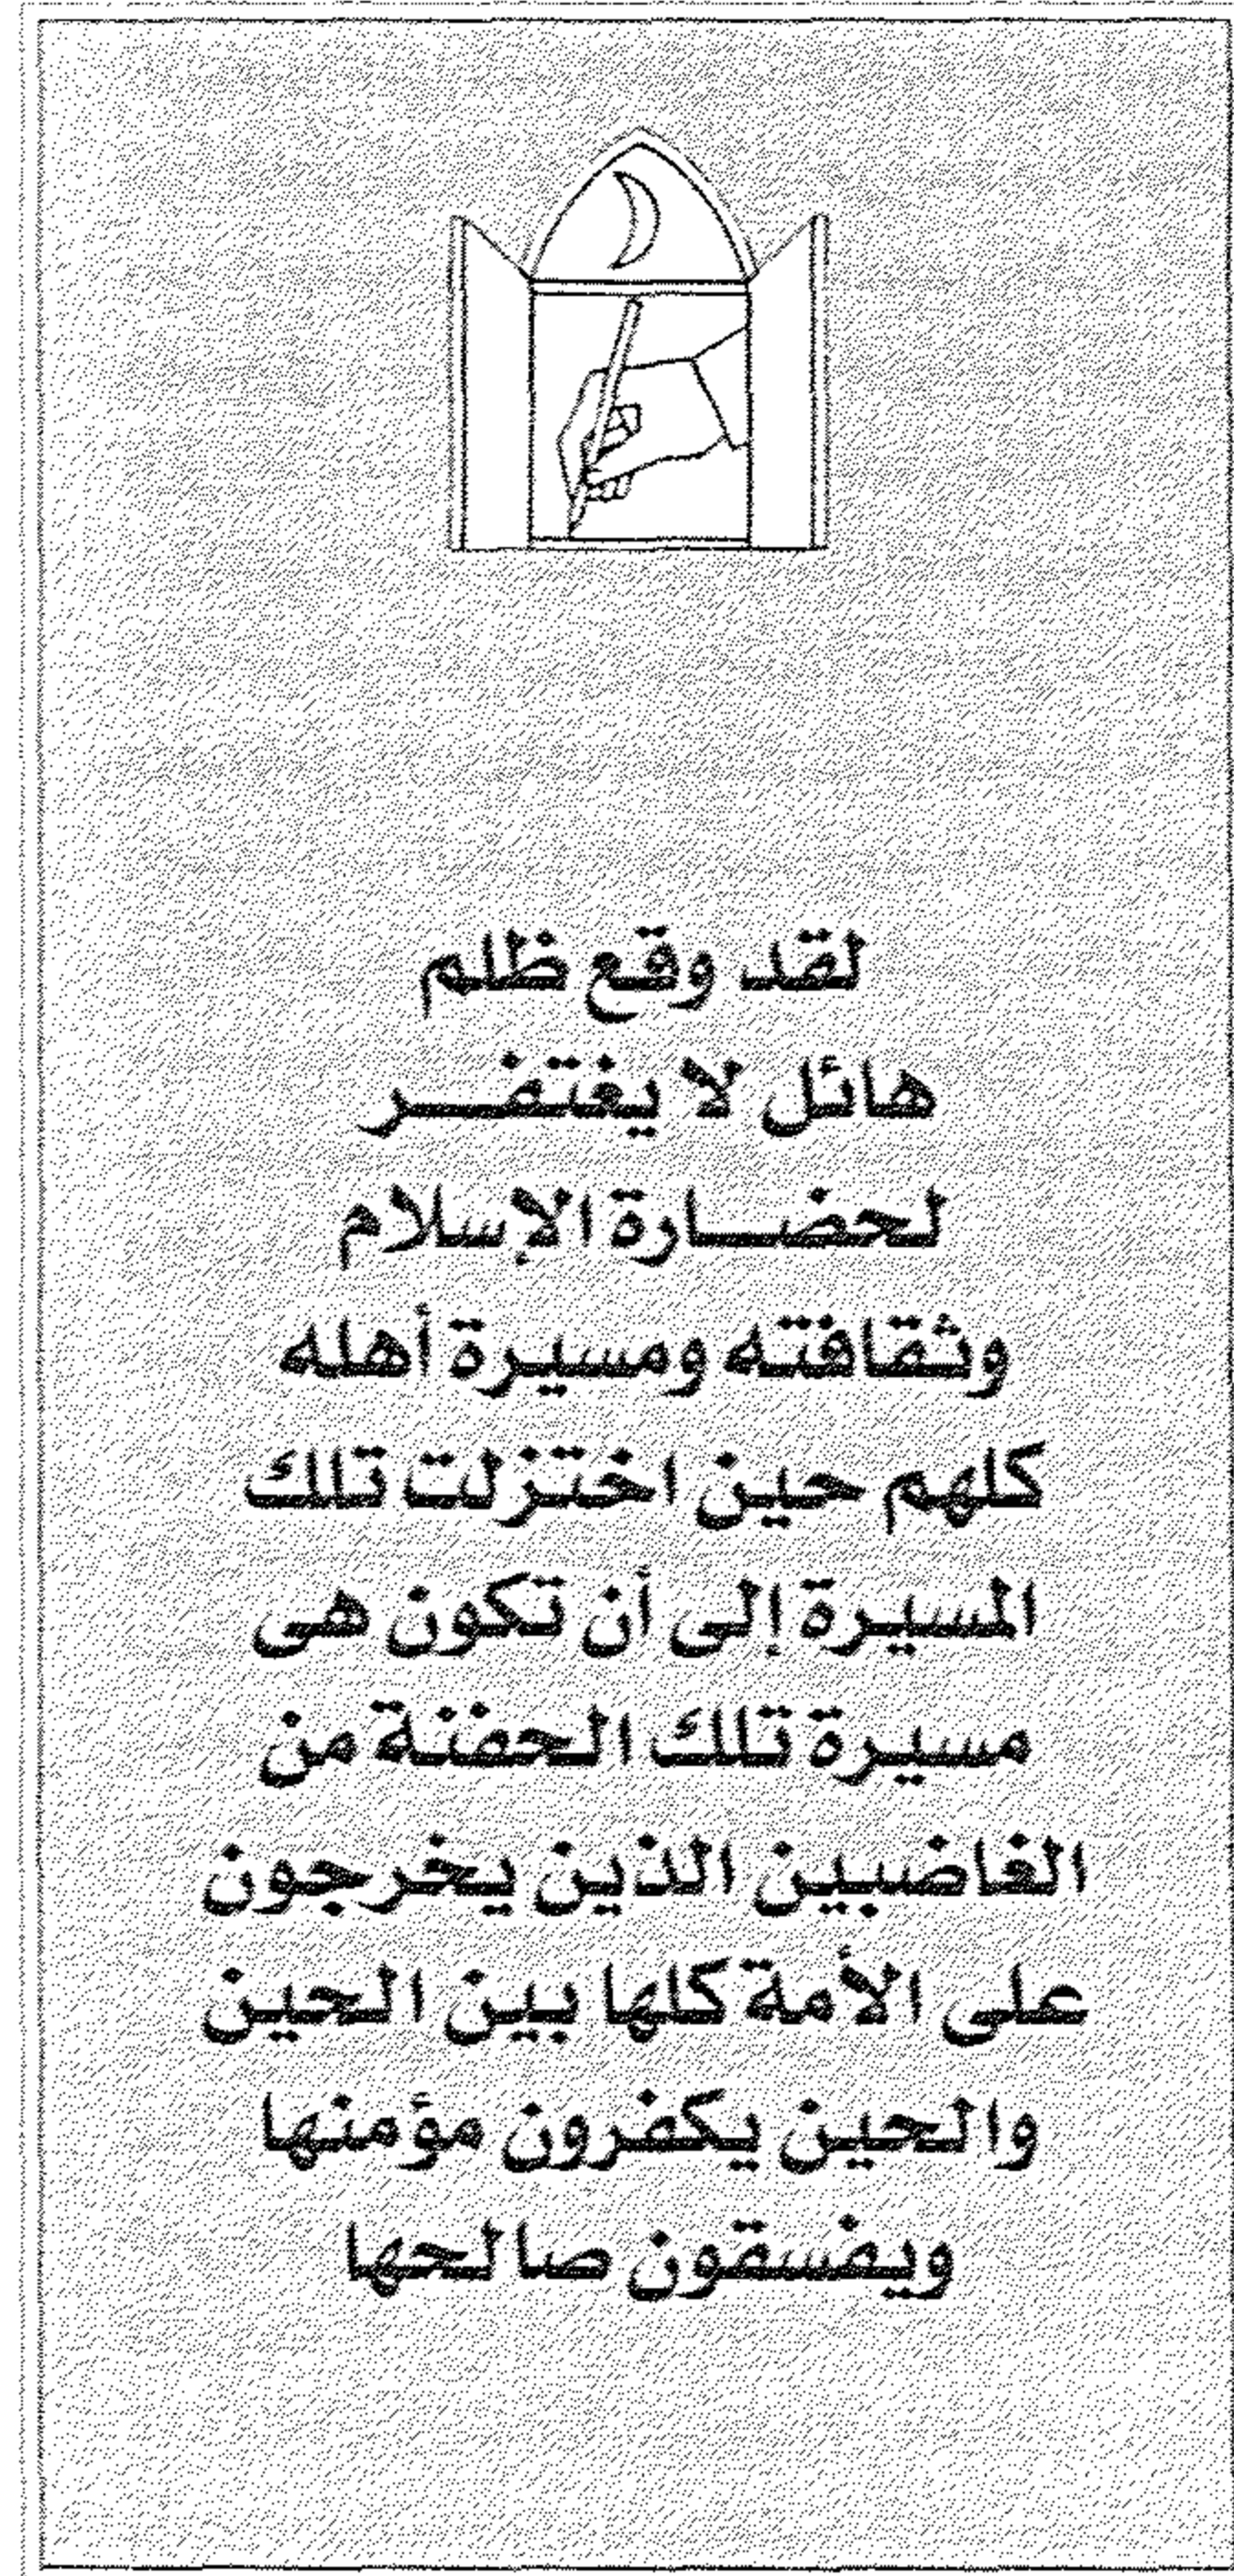 لقد وقع ظلم
هائل لا يغتفر
لحضارة الإسلام
وثقافته ومسيرة أهله
كلهم حين اختزلت تلك
المسيرة إلى أن تكون هى
مسيرة تلك الحفنة من
الغاضبين الذين يخرجون
على الأمة كلها بين الحين
والحين يكفرون مؤمنها
ويفسقون صالحها